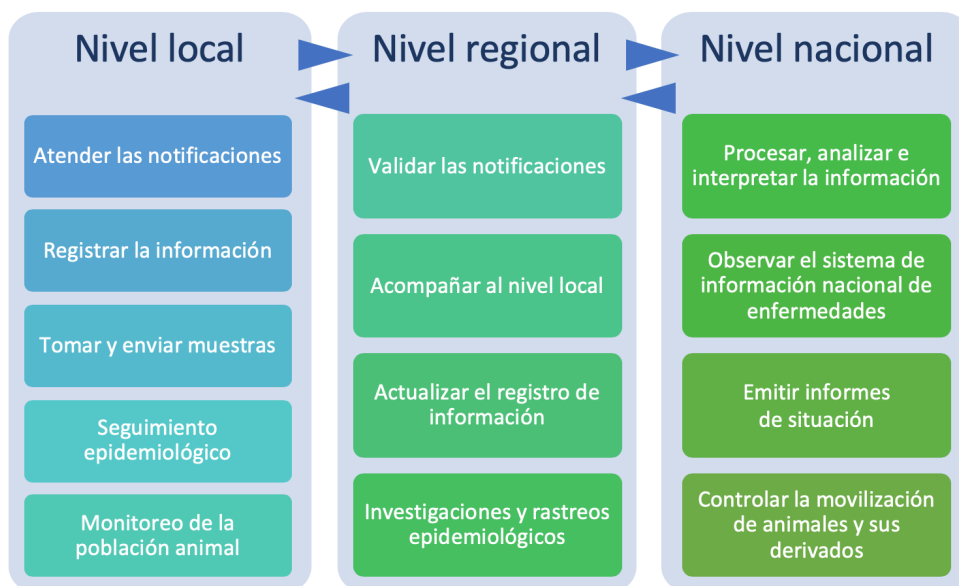 Nivel local
Atender las notificaciones
Registrar la información
Tomar y enviar muestras
Seguimiento
epidemiológico
Monitoreo de la
población animal
Nivel regional
Validar las notificaciones
Acompañar al nivel local
Actualizar el registro de
información
Investigaciones y rastreos
epidemiológicos
Nivel nacional
Procesar, analizar e
interpretar la información
Observar el sistema de
información nacional de
enfermedades
Emitir informes
de situación
Controlar la movilización
de animales y sus
derivados